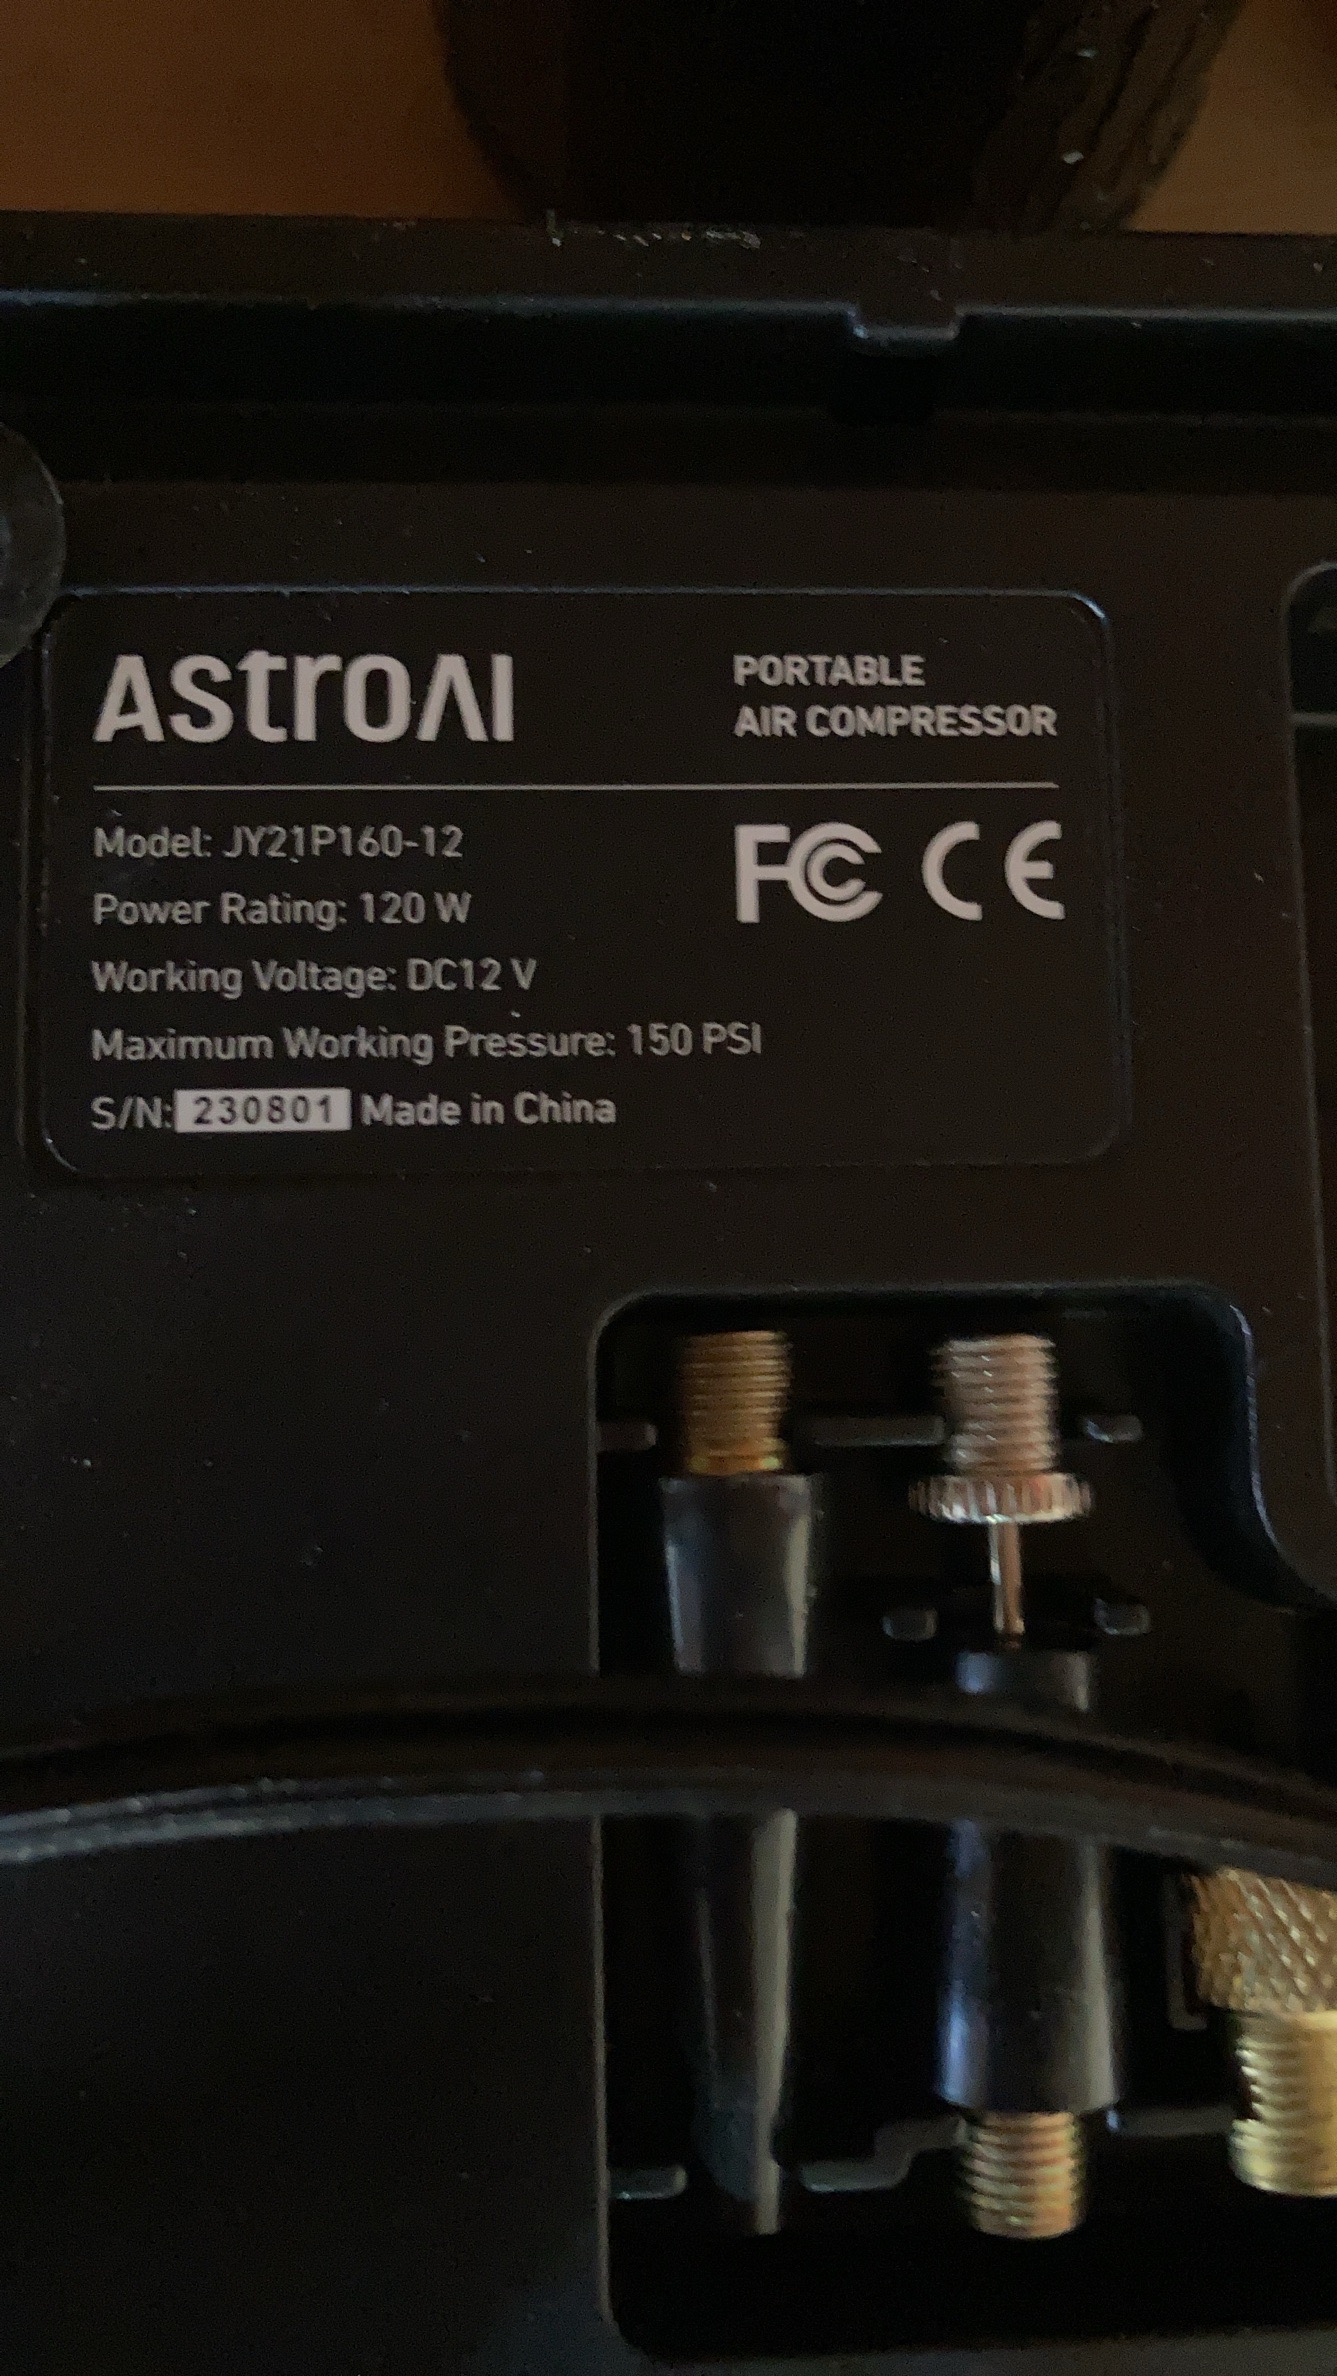 AstroAI
PORTABLE
AIR COMPRESSOR
Model: JY21P160-12
FC CE
Power Rating: 120 W
Working Voltage: DC12 V
Maximum Working Pressure: 150 PSI
S/N: 230801 Made in China